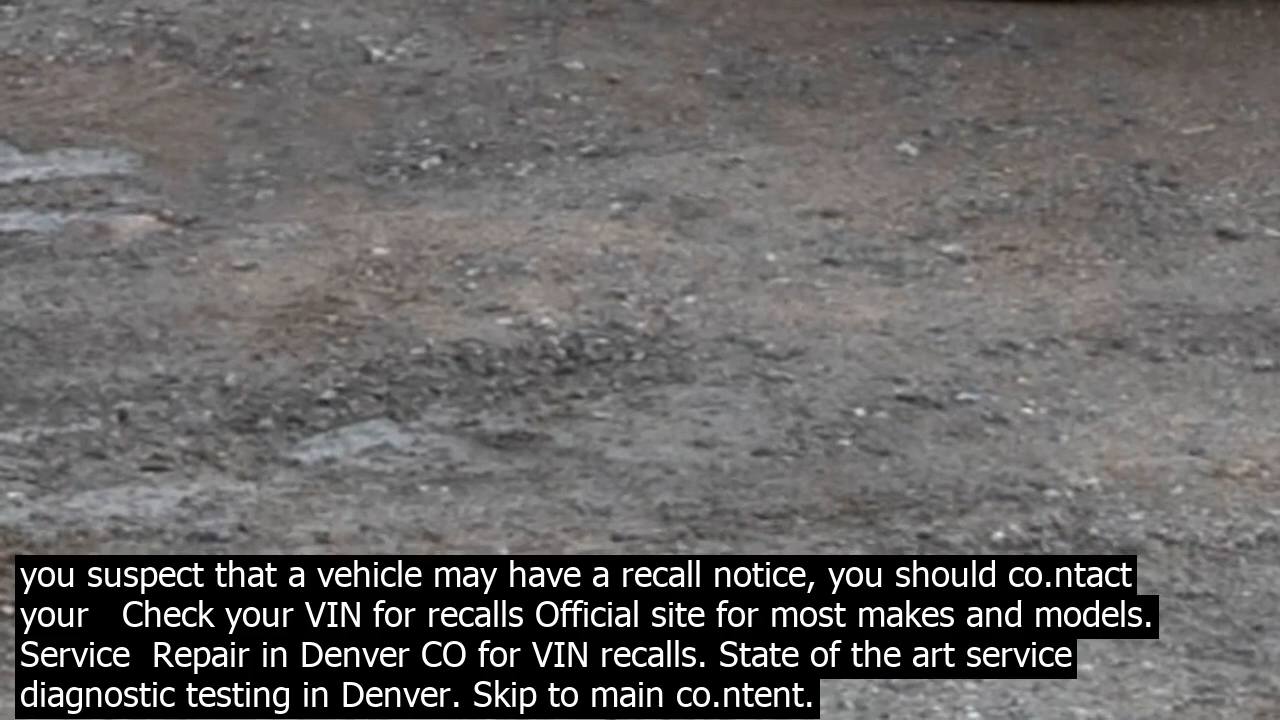 you suspect that a vehicle may have a recall notice, you should co.ntact
your   Check your VIN for recalls Official site for most makes and models.
Service  Repair in Denver CO for VIN recalls. State of the art service
diagnostic testing in Denver. Skip to main co.ntent.